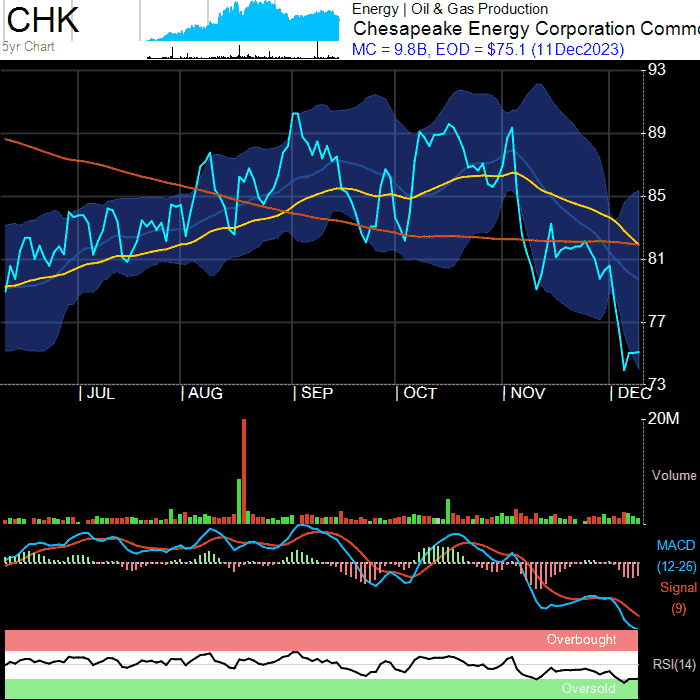 CHK
5yr Chart
Energy | Oil & Gas Production
Chesapeake Energy Corporation Commo
MC = 9.8B, EOD = $75.1 (11Dec2023)
93
89
85
81
77
73
JUL AUG SEP OCT NOV DEC
20M
Volume
MACD
(12-26)
Signal
(9)
Overbought
RSI(14)
Oversold